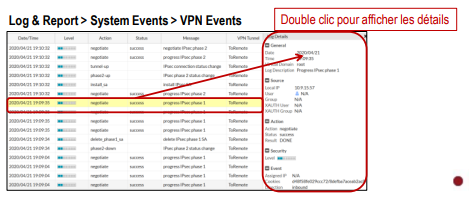 Log & Report > System Events > VPN Events
Double clic pour afficher les détails
Date/Time Level Action Status Message VPN Tunnel
2020/04/21 19:10:32 negotiate success negotiate IPsec phase 2 ToRemote
2020/04/21 19:10:32 negotiate success progress IPsec phase 2 ToRemote
2020/04/21 19:10:32 tunnel-up IPsec connection status change ToRemote
2020/04/21 19:10:32 phase2-up IPsec phase 2 status change ToRemote
2020/04/21 19:10:32 install_sa install IPsec SA ToRemote
2020/04/21 19:10:32 negotiate success progress IPsec phase 2 ToRemote
2020/04/21 19:09:35 negotiate success progress IPsec phase 1 ToRemote
2020/04/21 19:09:35 negotiate success progress IPsec phase 1 ToRemote
2020/04/21 19:09:35 negotiate success progress IPsec phase 1 ToRemote
2020/04/21 19:09:34 delete_phase1_sa delete IPsec phase 1 SA ToRemote
2020/04/21 19:09:34 phase2-down IPsec phase 2 status change ToRemote
2020/04/21 19:09:04 negotiate success progress IPsec phase 1 ToRemote
2020/04/21 19:09:04 negotiate success progress IPsec phase 1 ToRemote
2020/04/21 19:09:04 negotiate success progress IPsec phase 1 ToRemote
Log Details
General
Date 2020/04/21
Time :09:35
Domain root
Log Description Progress IPsec phase 1
Source
Local IP 10.9.15.57
User N/A
Group N/A
XAUTH User N/A
XAUTH Group N/A
Action
Action negotiate
Status success
Result DONE
Security
Level
Event
Assigned IP N/A
Cookies
Direction inbound